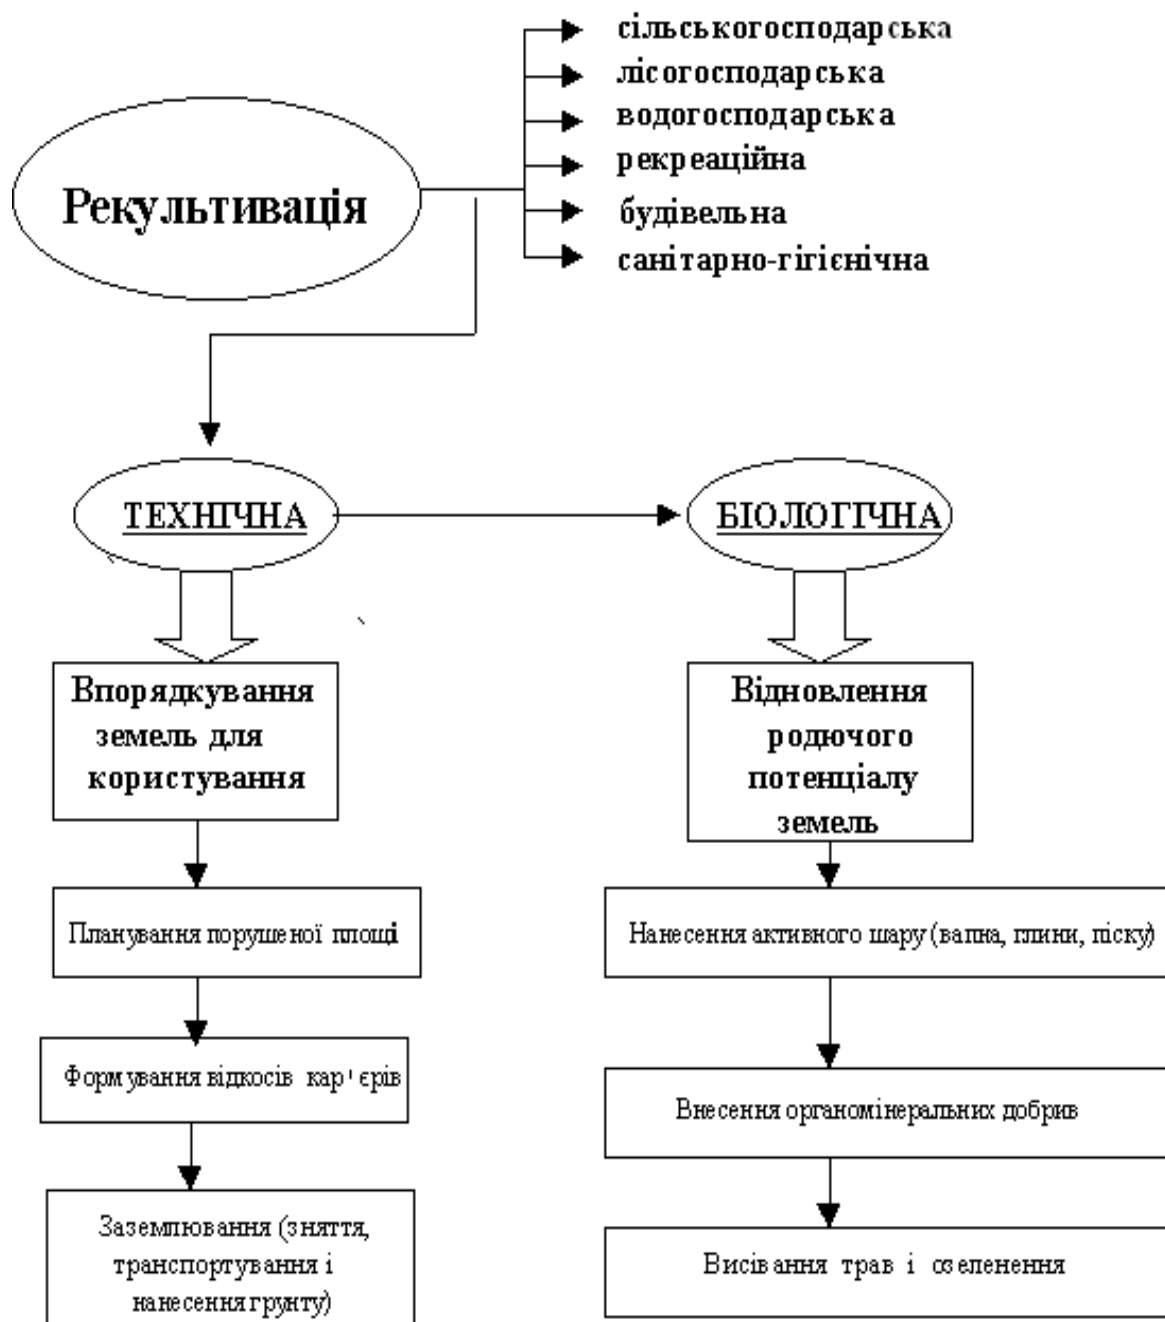 сільськогосподарська
лісогосподарська
водогосподарська
рекреаційна
будівельна
санітарно-гігієнічна
Рекультивація
ТЕХНІЧНА
БІОЛОГІЧНА
Впорядкування
земель для
користування
Відновлення
родючого
потенціалу
земель
Планування порушеної площі
Нанесення активного шару (вапна, глини, піску)
Формування відкосів кар'єрів
Внесення органомінеральних добрив
Заземлювання (зняття,
транспортування і
нанесення грунту)
Висівання трав і озеленення